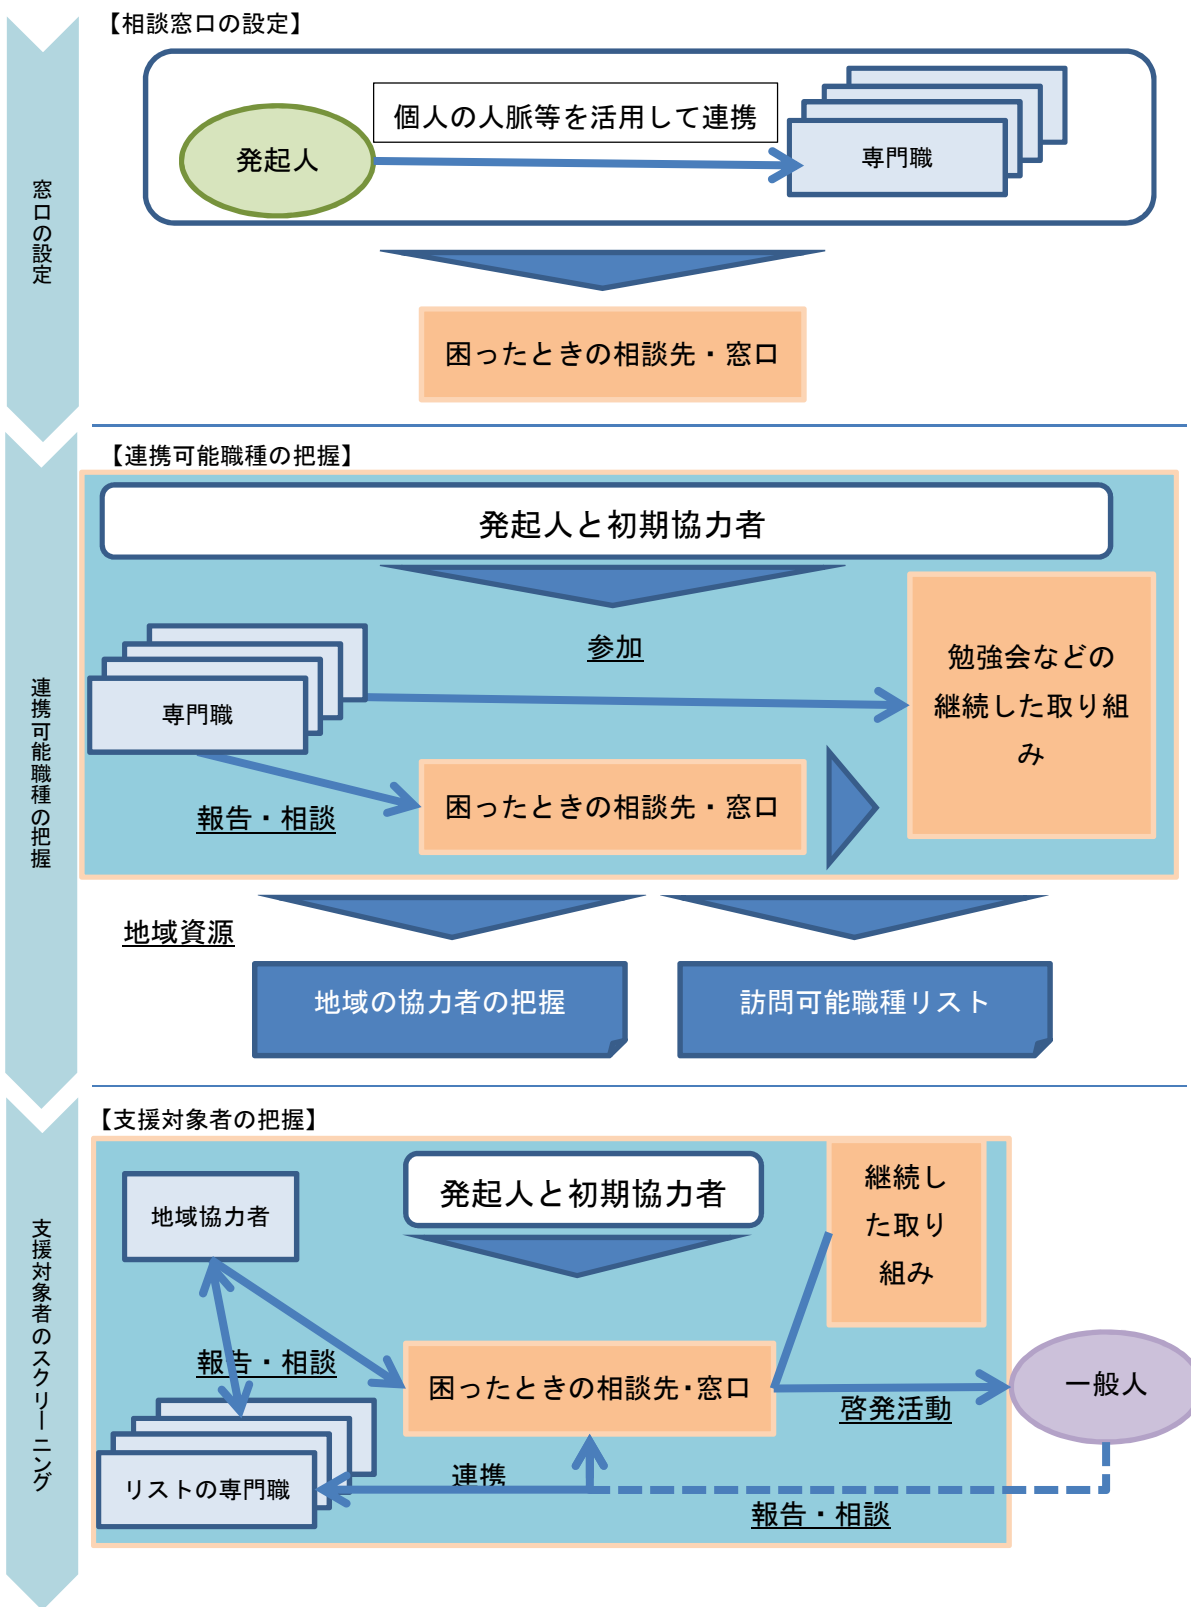 【相談窓口の設定】
個人の人脈等を活用して連携
発起人
専門職
窓口の設定
困ったときの相談先・窓口
【連携可能職種の把握】
発起人と初期協力者
参加
勉強会などの
継続した取り組
み
専門職
連携可能職種の把握
困ったときの相談先・窓口
報告・相談
地域資源
地域の協力者の把握
訪問可能職種リスト
【支援対象者の把握】
継続し
た取り
組み
発起人と初期協力者
地域協力者
支援対象者のスクリーニング
報告・相談
困ったときの相談先・窓口
一般人
啓発活動
連携
リストの専門職
報告・相談